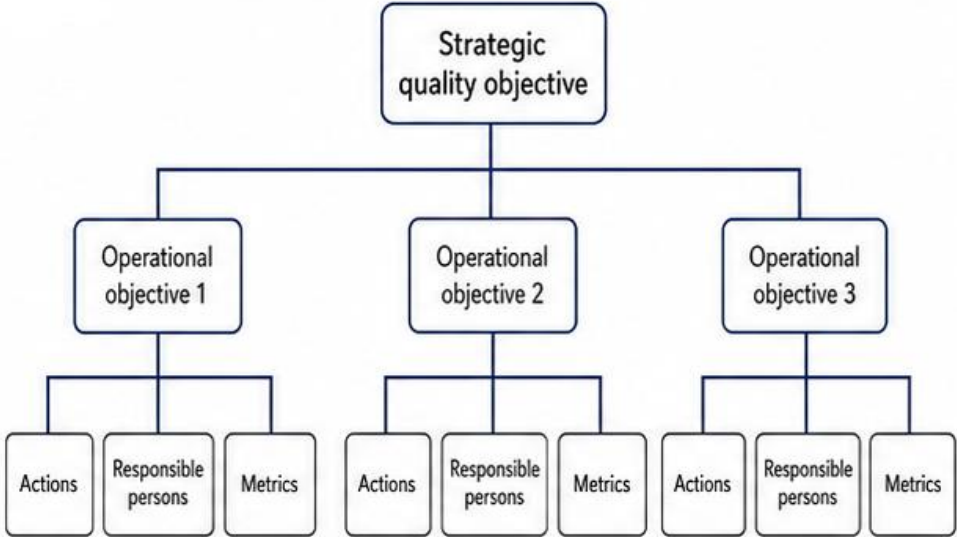 Strategic
quality objective
Operational
objective 1
Operational
objective 2
Operational
objective 3
Actions
Responsible
persons
Metrics
Actions
Responsible
persons
Metrics
Actions
Responsible
persons
Metrics